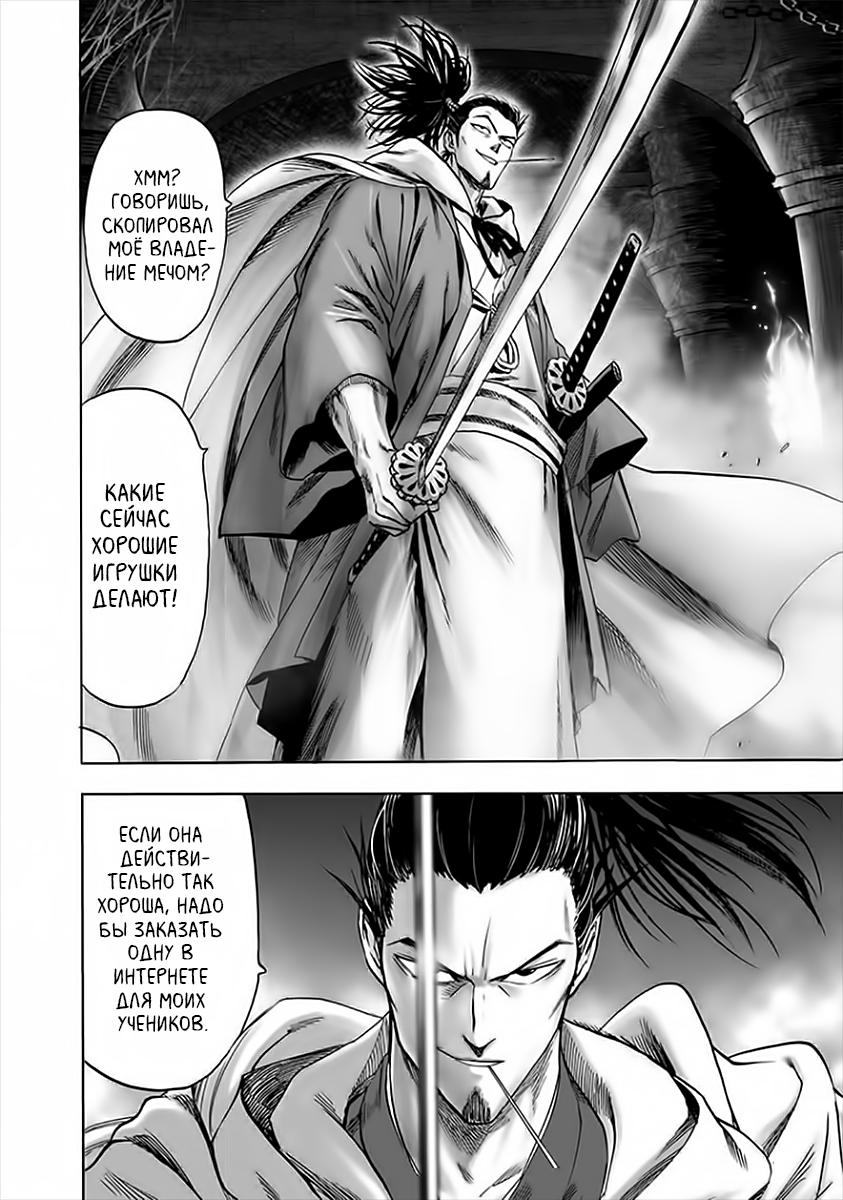 ХММ?
ГОВОРИШЬ,
СКОПИРОВАЛ
МОЁ ВЛАДЕ-
НИЕ МЕЧОМ?
КАКИЕ
СЕЙЧАС
ХОРОШИЕ
ИГРУШКИ
ДЕЛАЮТ!
ЕСЛИ ОНА
ДЕЙСТВИ-
ТЕЛЬНО ТАК
ХОРОША, НАДО
БЫ ЗАКАЗАТЬ
ОДНУ В
ИНТЕРНЕТЕ
ДЛЯ МОИХ
УЧЕНИКОВ.